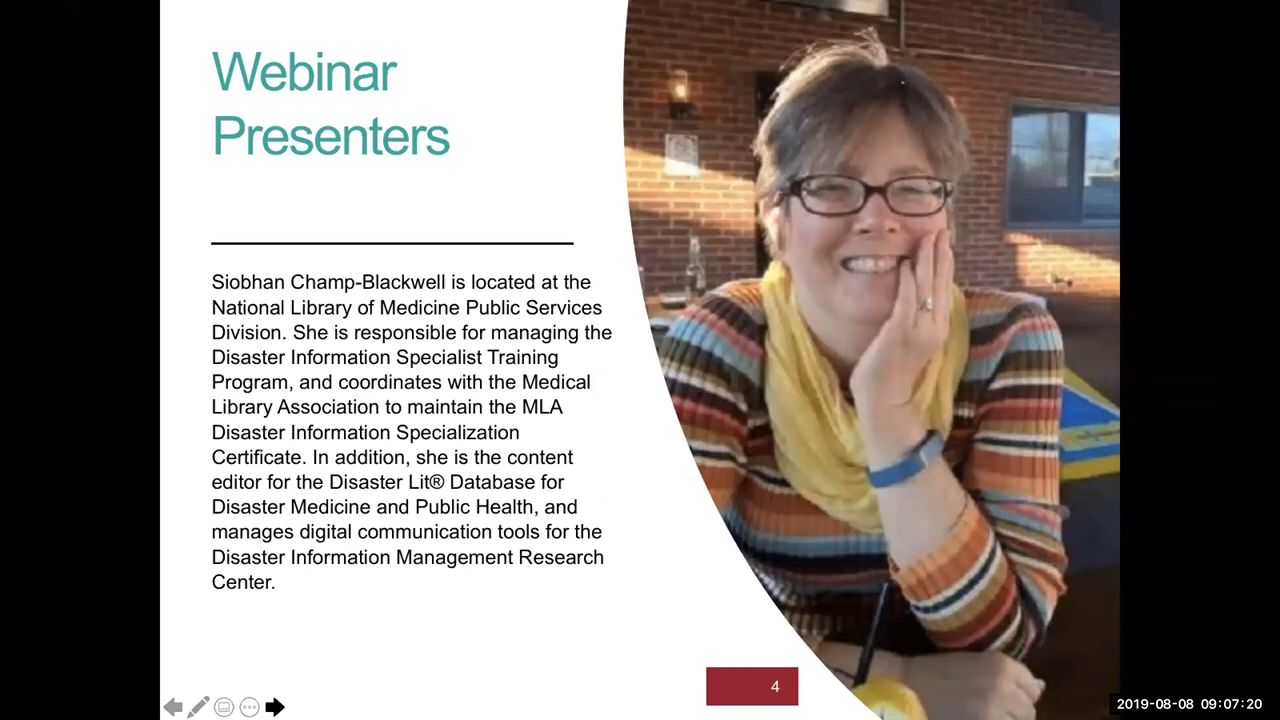 Webinar
Presenters
Siobhan Champ-Blackwell is located at the
National Library of Medicine Public Services
Division. She is responsible for managing the
Disaster Information Specialist Training
Program, and coordinates with the Medical
Library Association to maintain the MLA
Disaster Information Specialization
Certificate. In addition, she is the content
editor for the Disaster Lit® Database for
Disaster Medicine and Public Health, and
manages digital communication tools for the
Disaster Information Management Research
Center.
4
2019-08-08 09:07:20